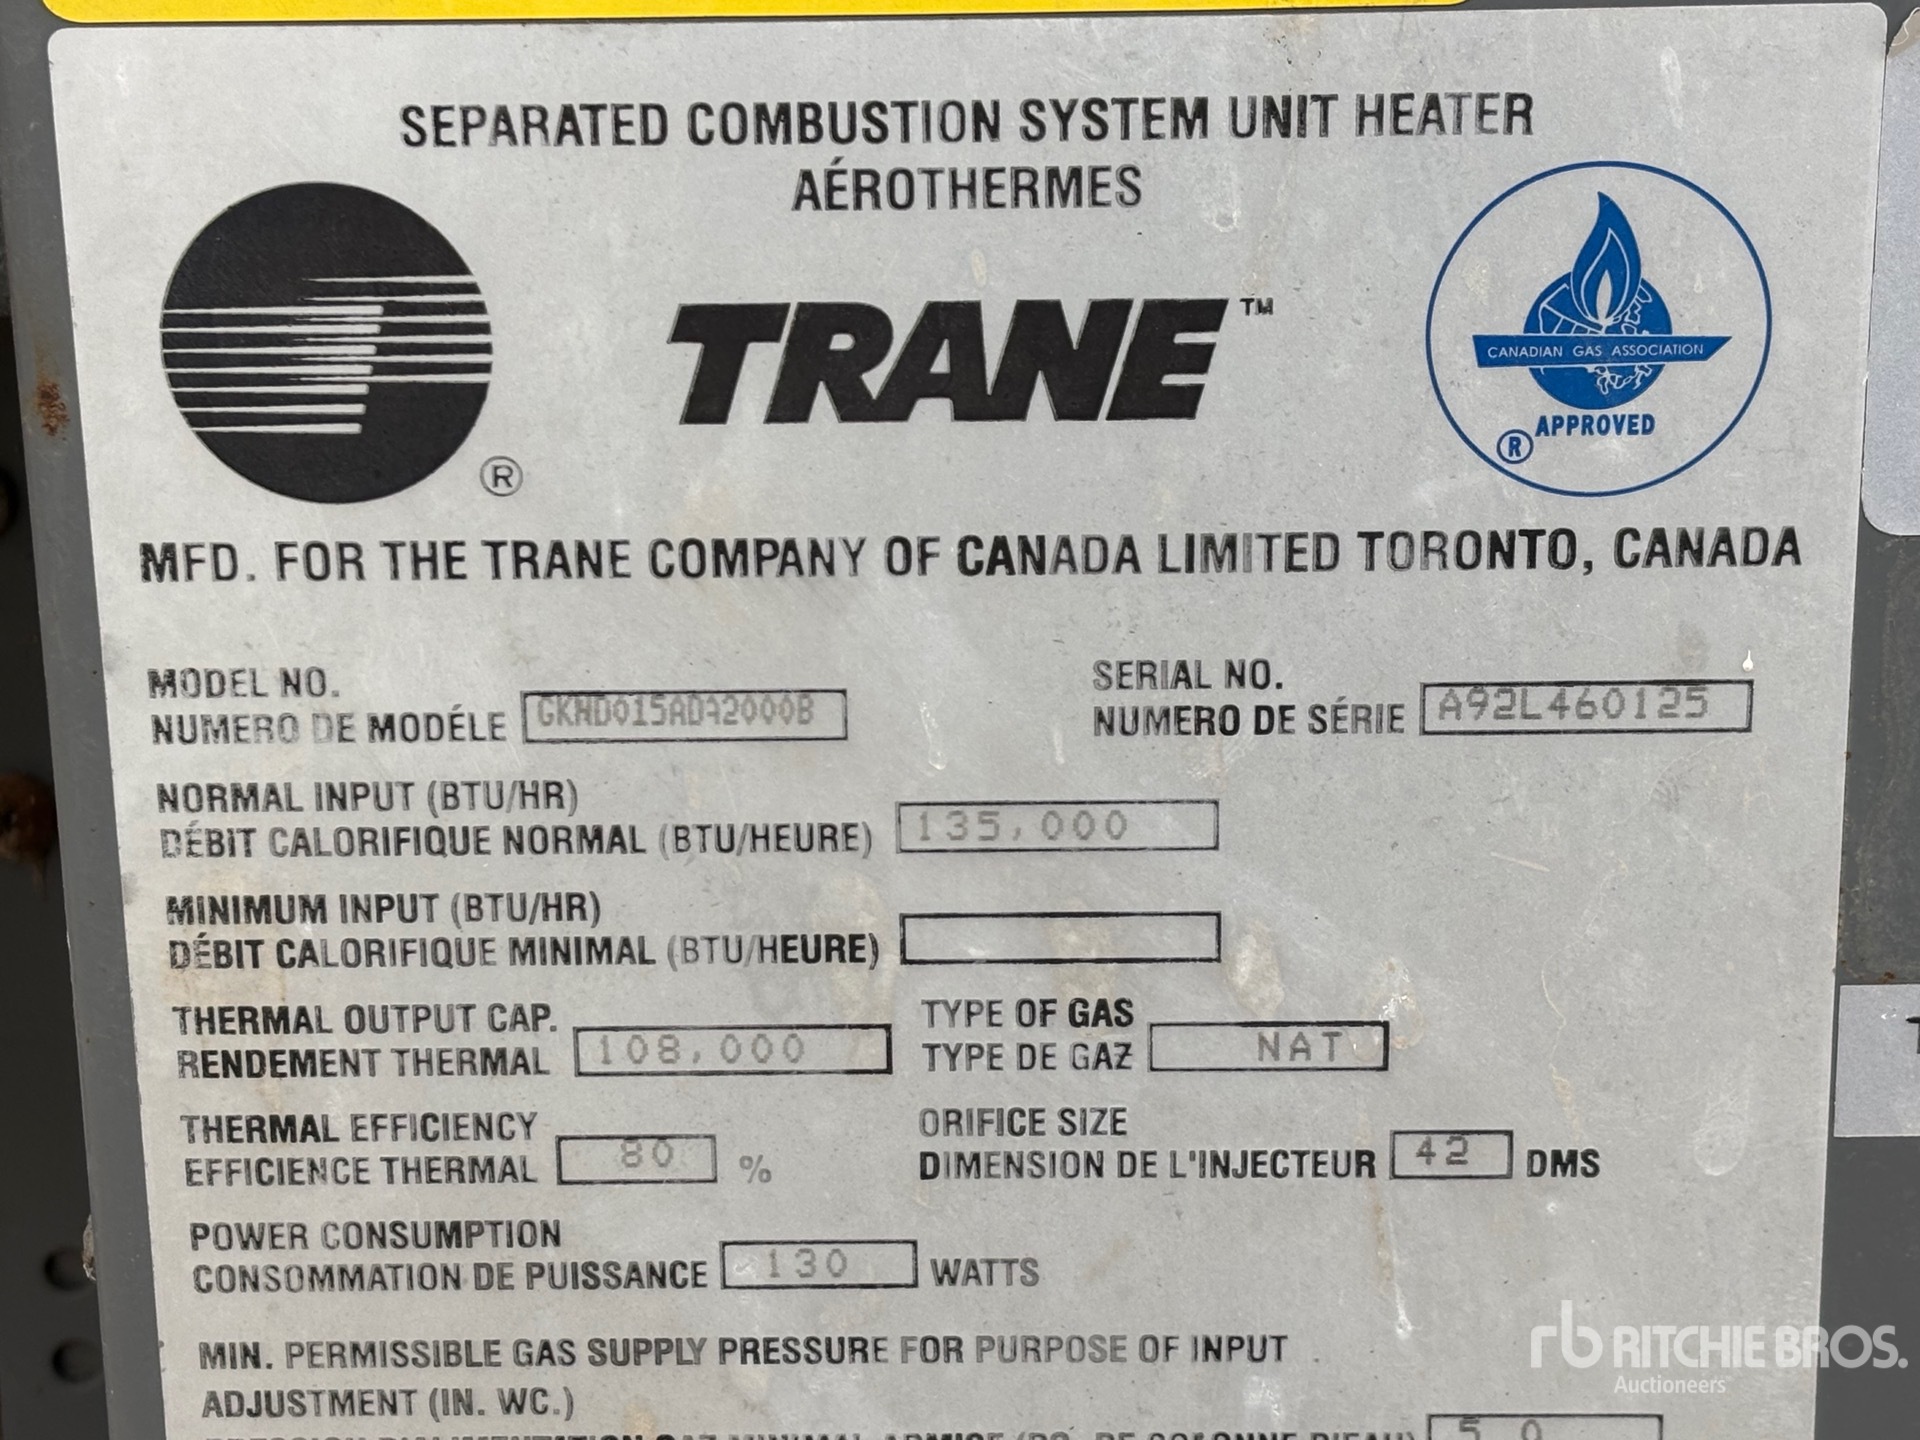 SEPARATED COMBUSTION SYSTEM UNIT HEATER
AÉROTHERMES
TRANE™
®
CANADIAN GAS ASSOCIATION
® APPROVED
MFD. FOR THE TRANE COMPANY OF CANADA LIMITED TORONTO, CANADA
MODEL NO.
NUMERO DE MODÉLE GKND015ADA2000B
SERIAL NO.
NUMERO DE SÉRIE A92L460125
NORMAL INPUT (BTU/HR)
DÉBIT CALORIFIQUE NORMAL (BTU/HEURE) 135,000
MINIMUM INPUT (BTU/HR)
DÉBIT CALORIFIQUE MINIMAL (BTU/HEURE)
THERMAL OUTPUT CAP.
RENDEMENT THERMAL 108,000
TYPE OF GAS
TYPE DE GAZ NAT
THERMAL EFFICIENCY
EFFICIENCE THERMAL 80 %
ORIFICE SIZE
DIMENSION DE L'INJECTEUR 42 DMS
POWER CONSUMPTION
CONSOMMATION DE PUISSANCE 130 WATTS
MIN. PERMISSIBLE GAS SUPPLY PRESSURE FOR PURPOSE OF INPUT
ADJUSTMENT (IN. WC.)
rb RITCHIE BROS.
Auctioneers